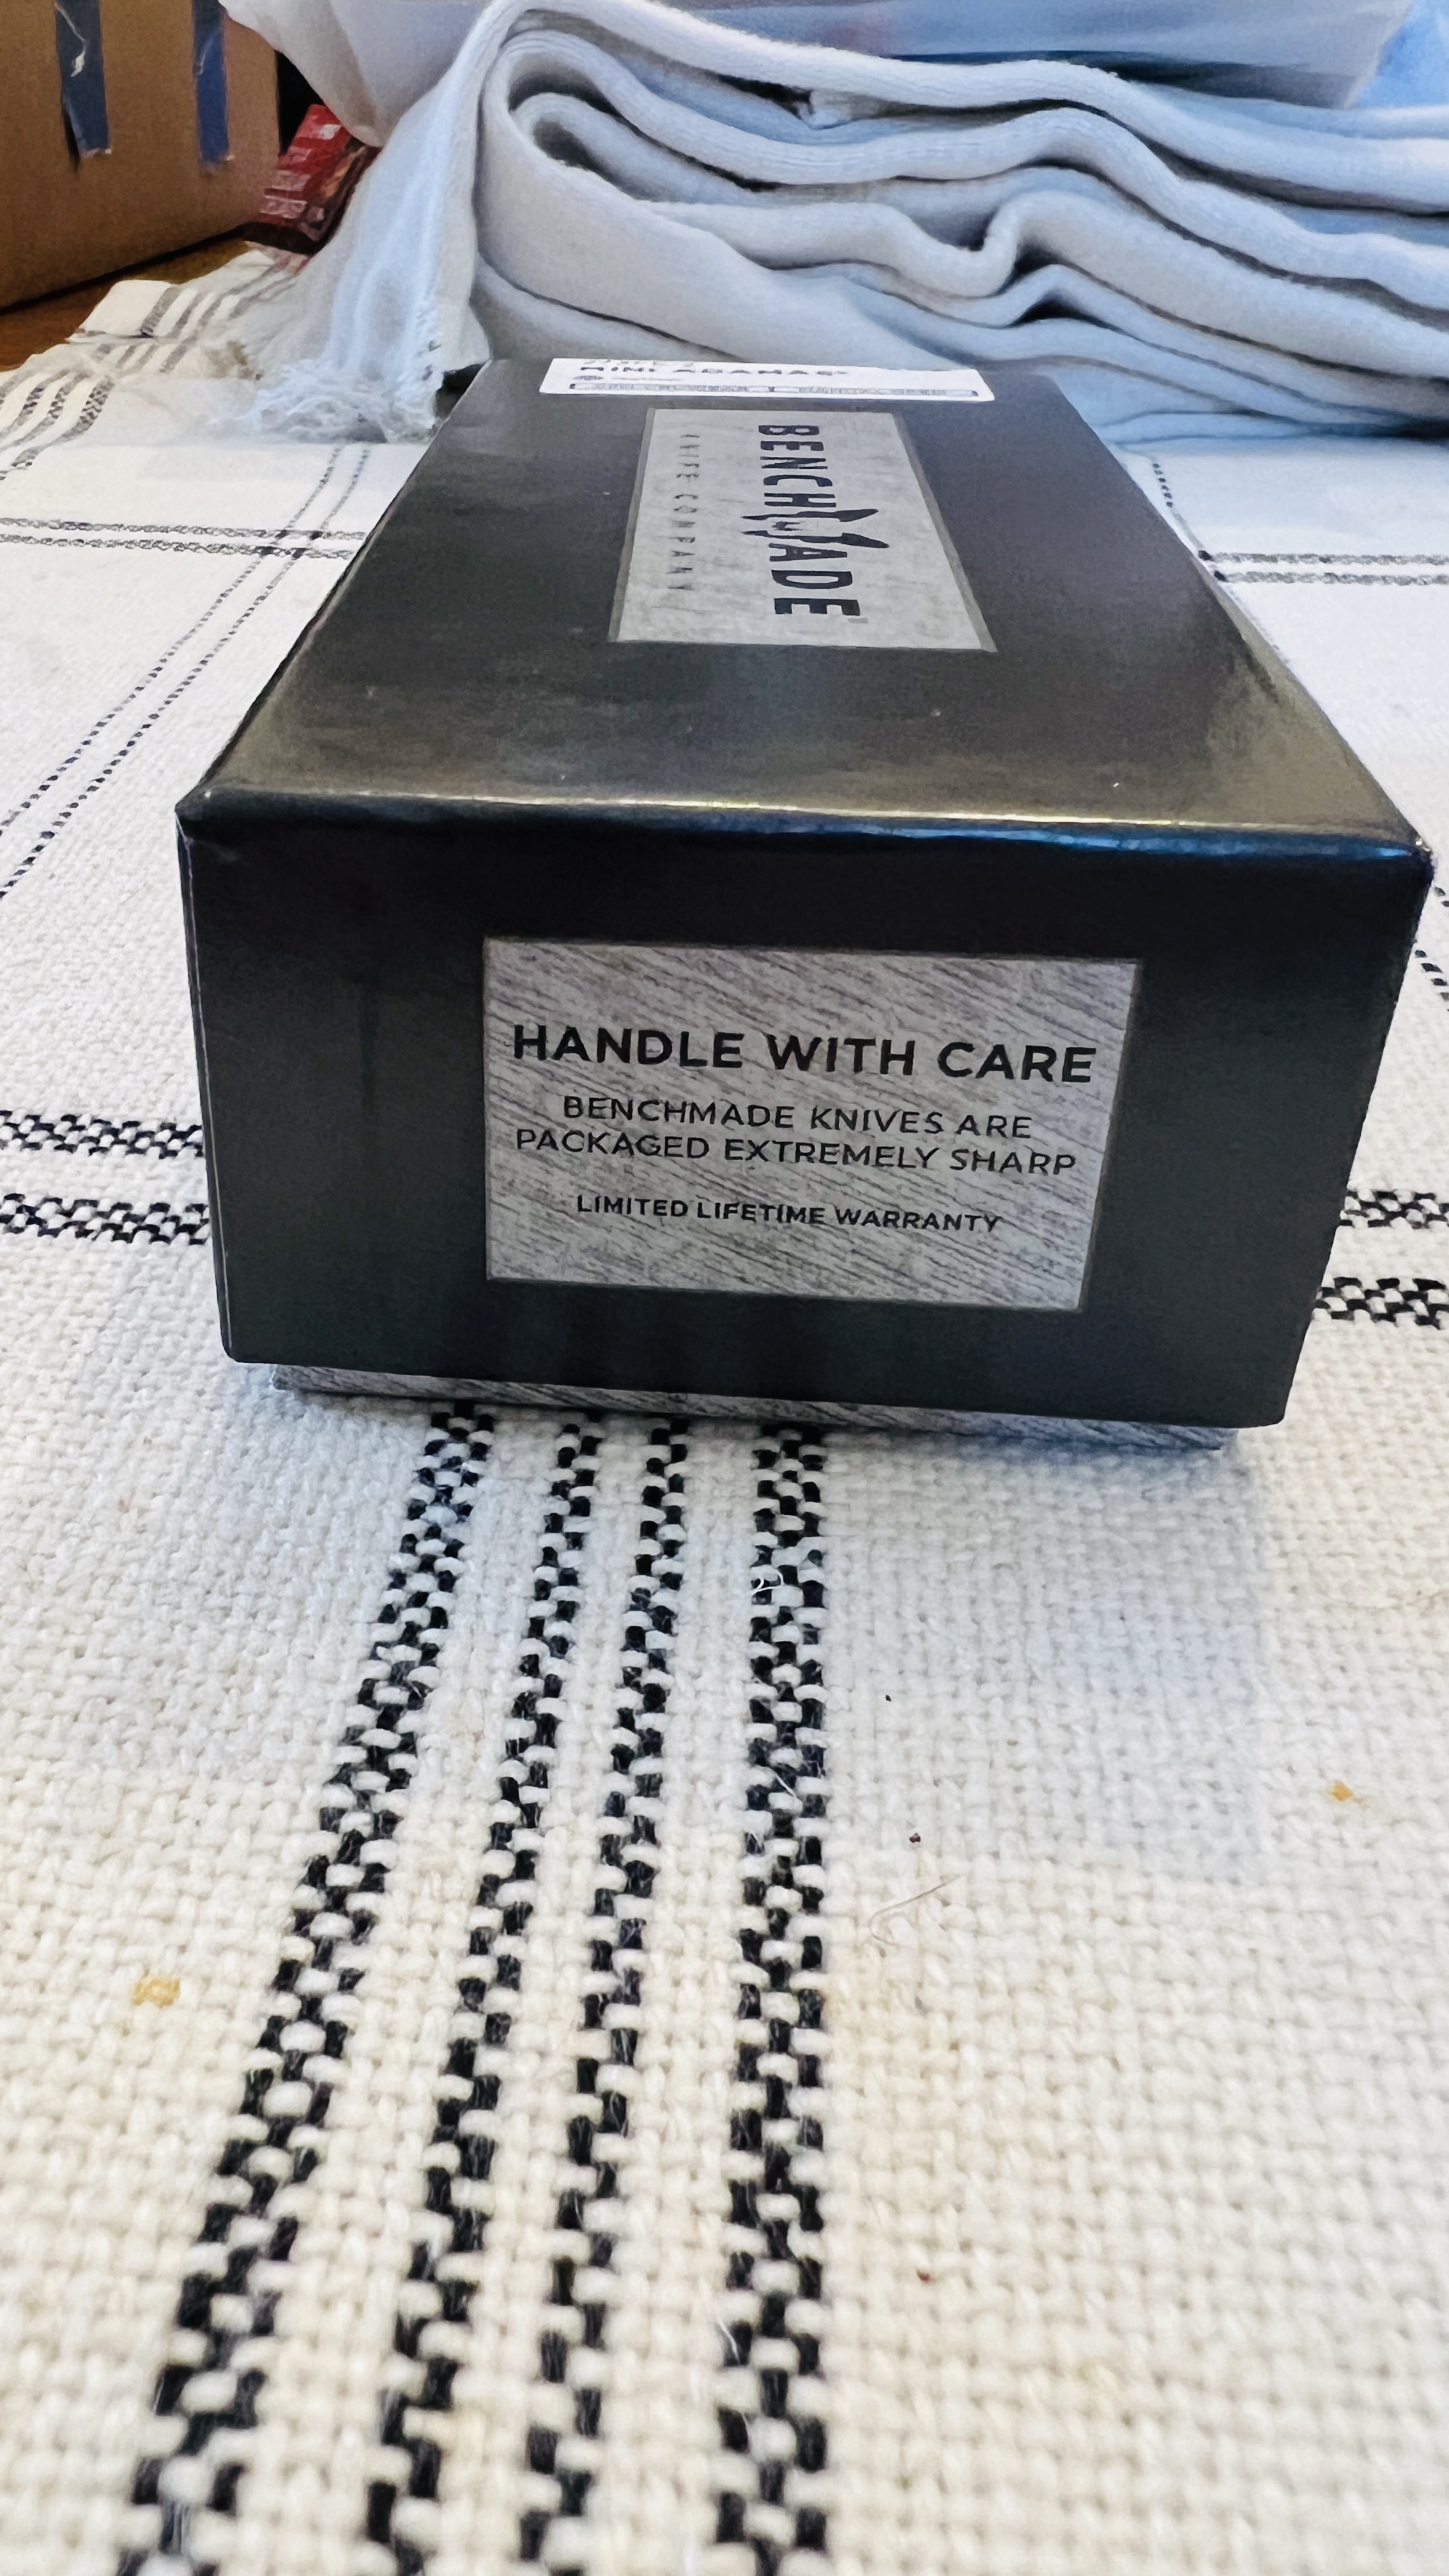 MINI ADAMAS®
BENCHMADE®
KNIFE COMPANY
HANDLE WITH CARE
BENCHMADE KNIVES ARE
PACKAGED EXTREMELY SHARP
LIMITED LIFETIME WARRANTY